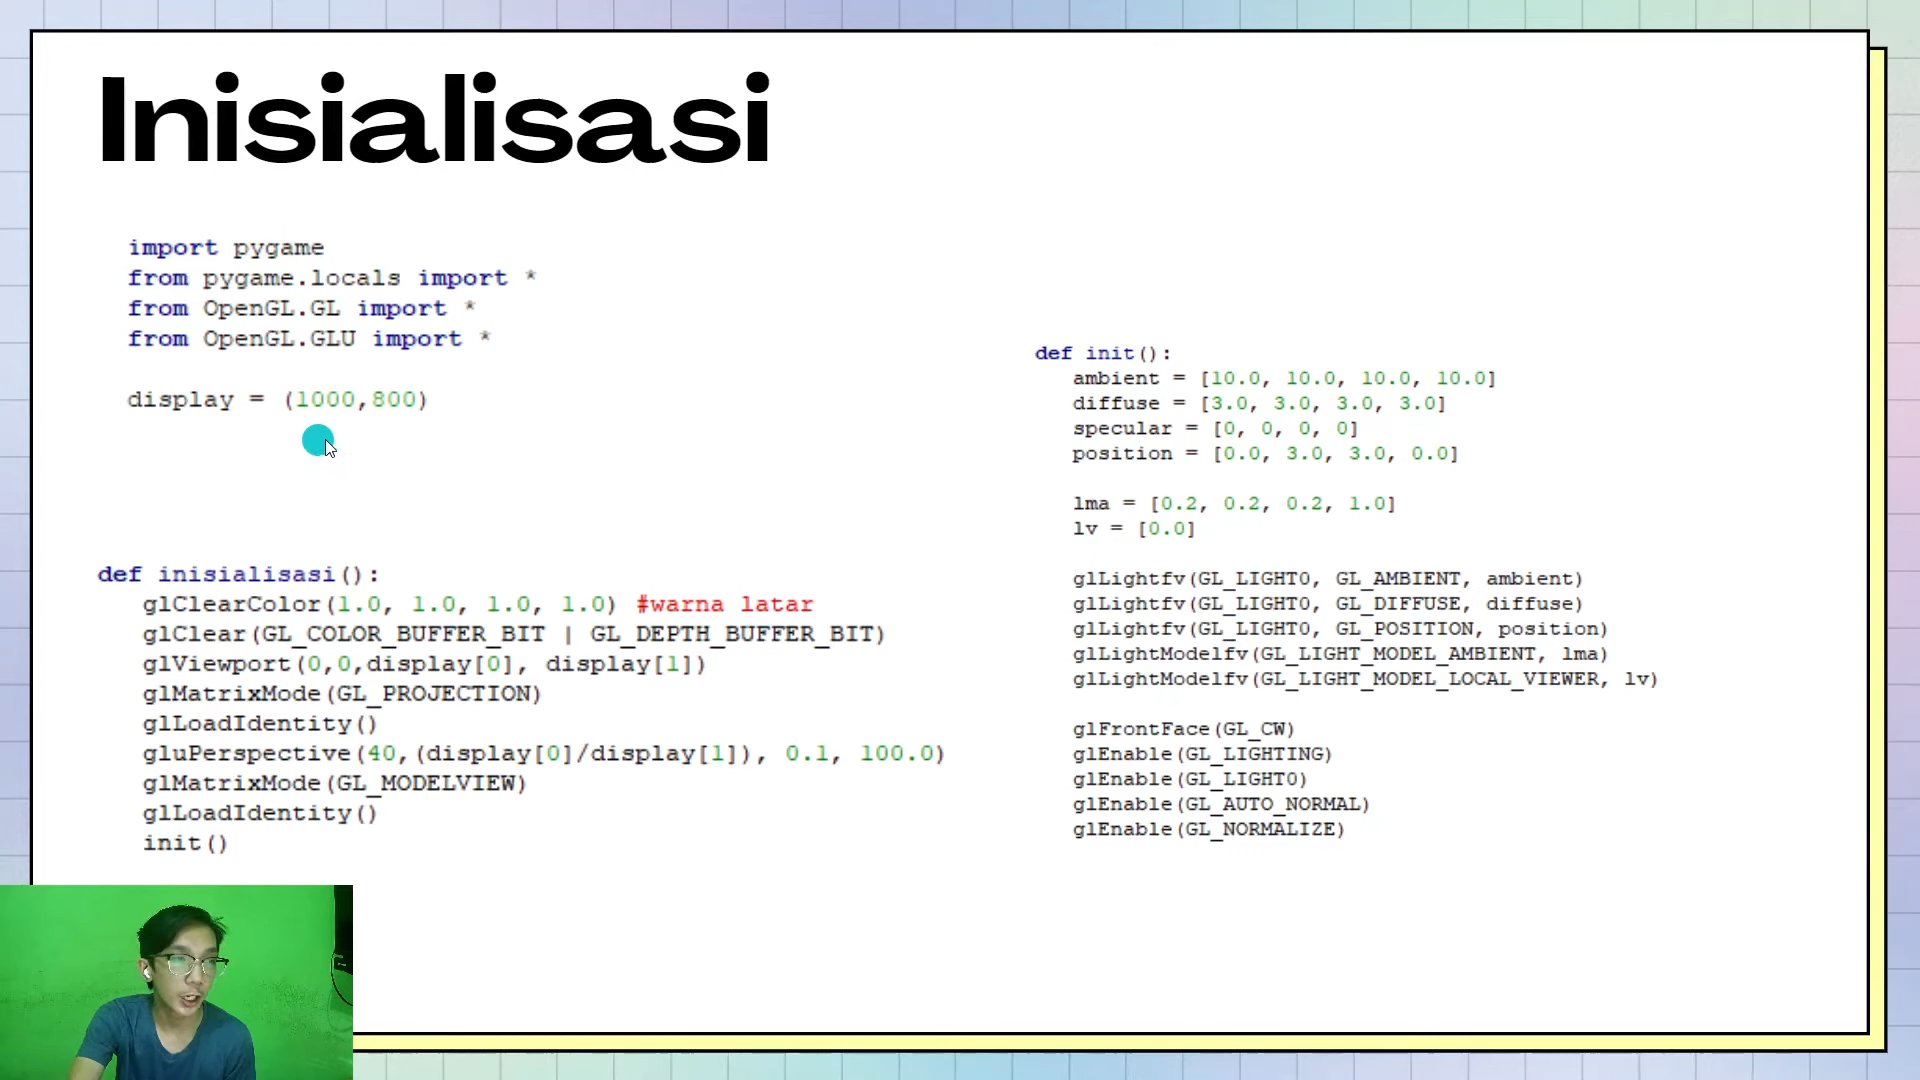 Inisialisasi
import pygame
from pygame.locals import *
from OpenGL.GL import *
from OpenGL.GLU import *
display = (1000,800)
def inisialisasi():
glClearColor(1.0, 1.0, 1.0, 1.0) #warna latar
glClear(GL_COLOR_BUFFER_BIT | GL_DEPTH_BUFFER_BIT)
glViewport(0,0,display[0], display[1])
glMatrixMode(GL_PROJECTION)
glLoadIdentity()
gluPerspective(40,(display[0]/display[1]), 0.1, 100.0)
glMatrixMode(GL_MODELVIEW)
glLoadIdentity()
init()
def init():
ambient = [10.0, 10.0, 10.0, 10.0]
diffuse = [3.0, 3.0, 3.0, 3.0]
specular = [0, 0, 0, 0]
position = [0.0, 3.0, 3.0, 0.0]
lma = [0.2, 0.2, 0.2, 1.0]
lv = [0.0]
glLightfv(GL_LIGHT0, GL_AMBIENT, ambient)
glLightfv(GL_LIGHT0, GL_DIFFUSE, diffuse)
glLightfv(GL_LIGHT0, GL_POSITION, position)
glLightModelfv(GL_LIGHT_MODEL_AMBIENT, lma)
glLightModelfv(GL_LIGHT_MODEL_LOCAL_VIEWER, lv)
glFrontFace(GL_CW)
glEnable(GL_LIGHTING)
glEnable(GL_LIGHT0)
glEnable(GL_AUTO_NORMAL)
glEnable(GL_NORMALIZE)